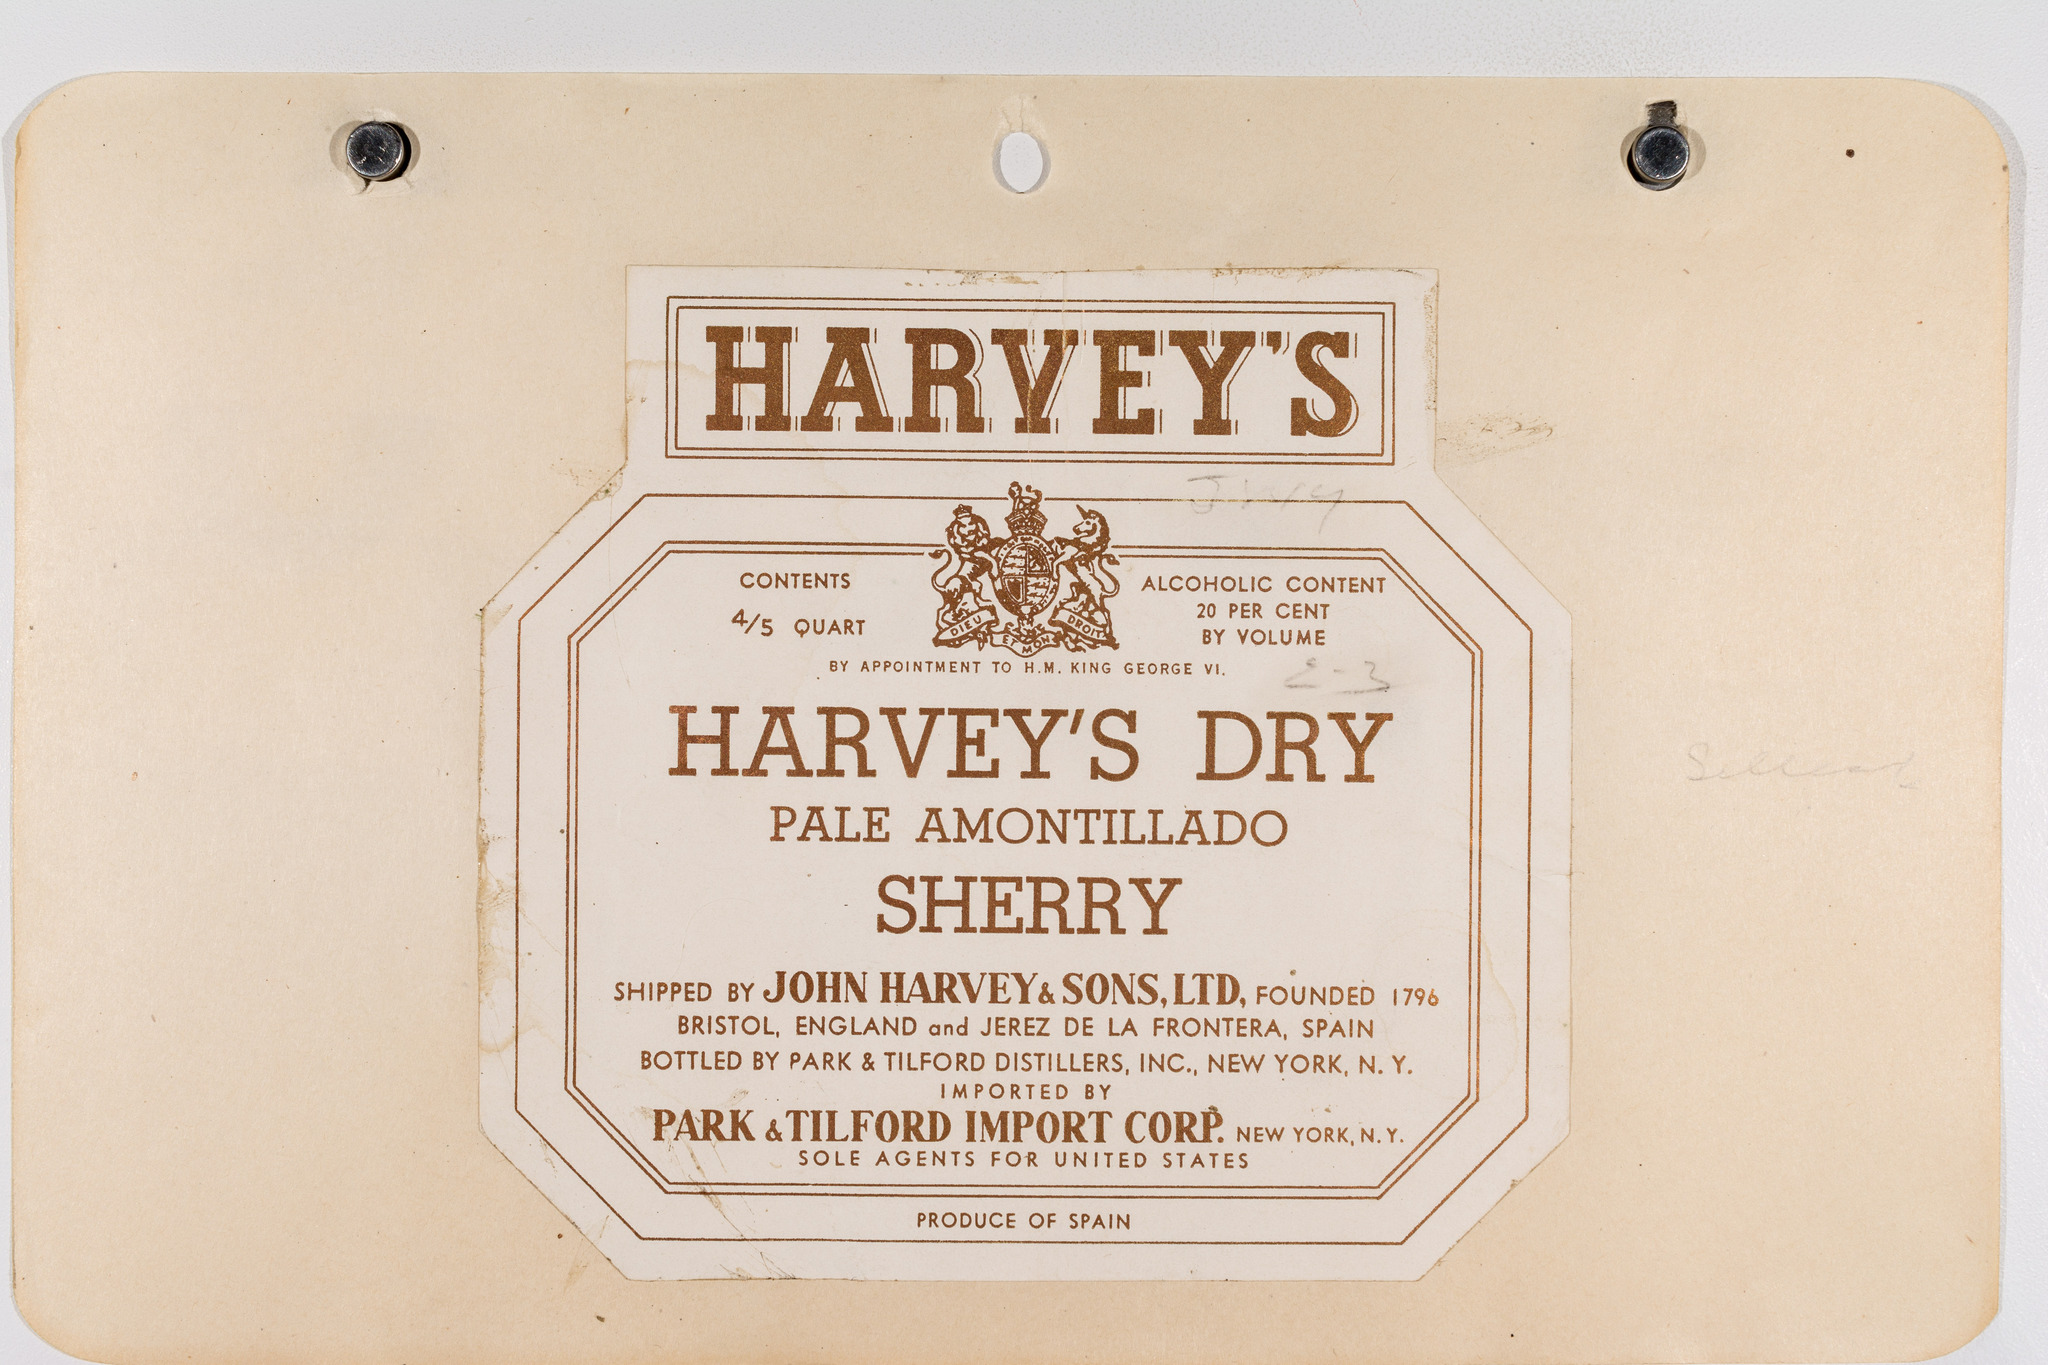 HARVEY'S
CONTENTS
4/5 QUART
ALCOHOLIC CONTENT
20 PER CENT
BY VOLUME
DIEU ET MON DROIT
BY APPOINTMENT TO H.M. KING GEORGE VI.
HARVEY'S DRY
PALE AMONTILLADO
SHERRY
SHIPPED BY JOHN HARVEY & SONS, LTD, FOUNDED 1796
BRISTOL, ENGLAND and JEREZ DE LA FRONTERA, SPAIN
BOTTLED BY PARK & TILFORD DISTILLERS, INC., NEW YORK, N. Y.
IMPORTED BY
PARK & TILFORD IMPORT CORP. NEW YORK, N. Y.
SOLE AGENTS FOR UNITED STATES
PRODUCE OF SPAIN